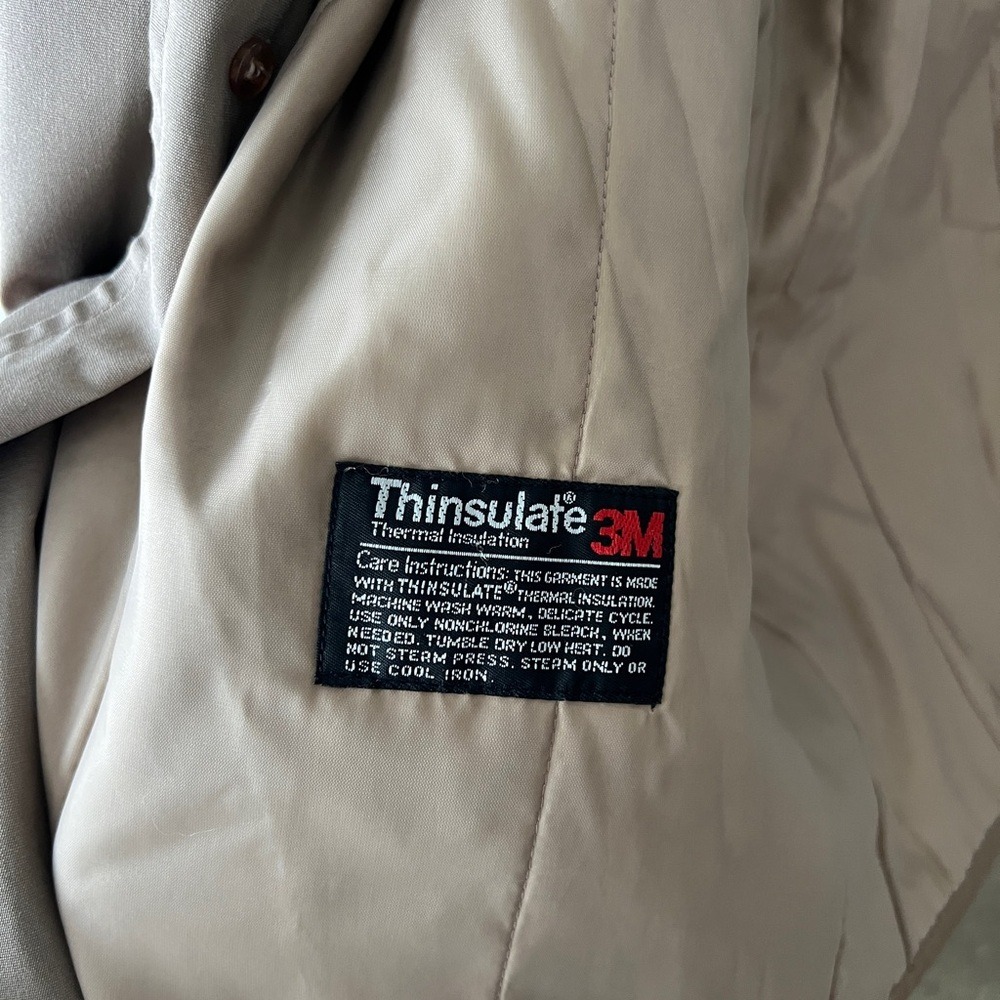 Thinsulate® 3M
Thermal Insulation
Care Instructions: THIS GARMENT IS MADE
WITH THINSULATE® THERMAL INSULATION.
MACHINE WASH WARM, DELICATE CYCLE.
USE ONLY NONCHLORINE BLEACH, WHEN
NEEDED. TUMBLE DRY LOW HEAT. DO
NOT STEAM PRESS. STEAM ONLY OR
USE COOL IRON.